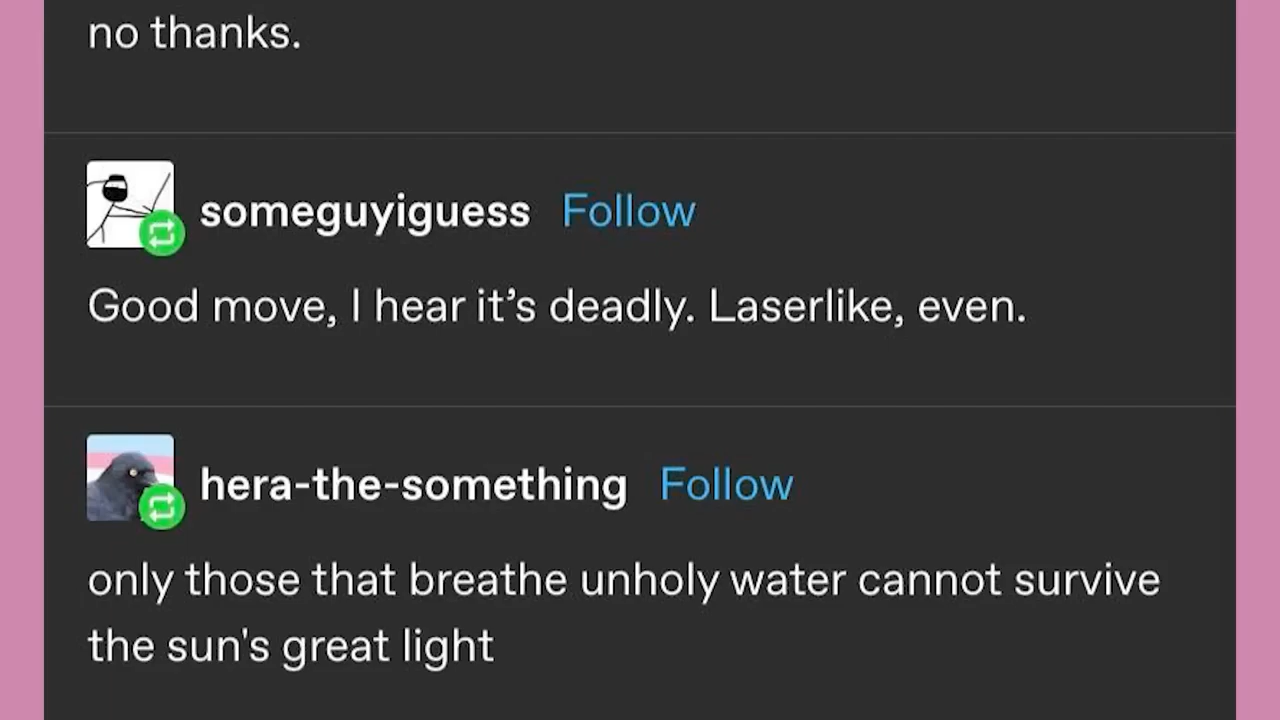 no thanks.
someguyiguess Follow
Good move, I hear it’s deadly. Laserlike, even.
hera-the-something Follow
only those that breathe unholy water cannot survive
the sun's great light